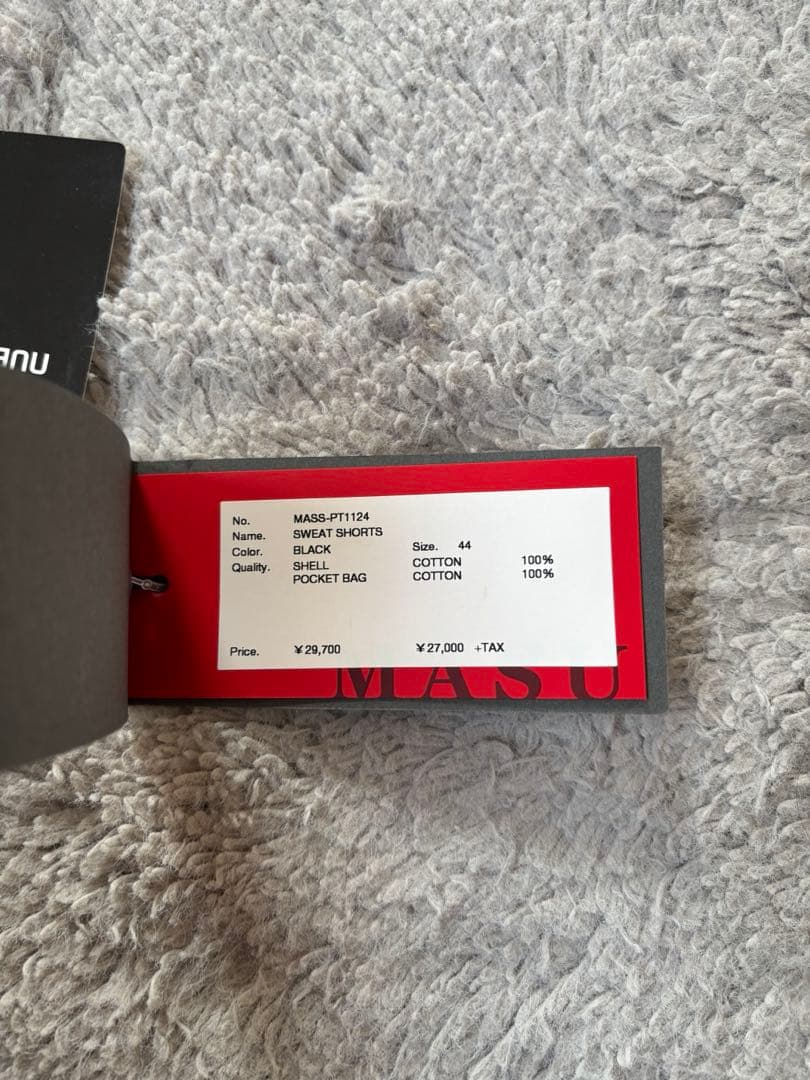 No. MASS-PT1124
Name. SWEAT SHORTS
Color. BLACK Size. 44
Quality. SHELL COTTON 100%
POCKET BAG COTTON 100%
Price. ¥29,700 ¥27,000 +TAX
MASU